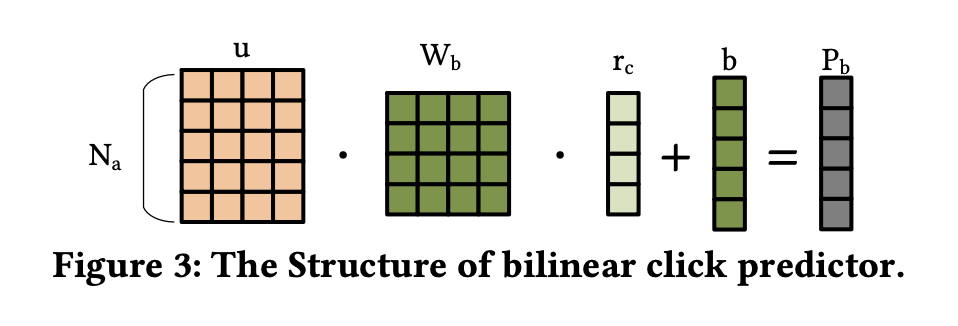 u
W_b
r_c
b
P_b
N_a
· · + =
Figure 3: The Structure of bilinear click predictor.